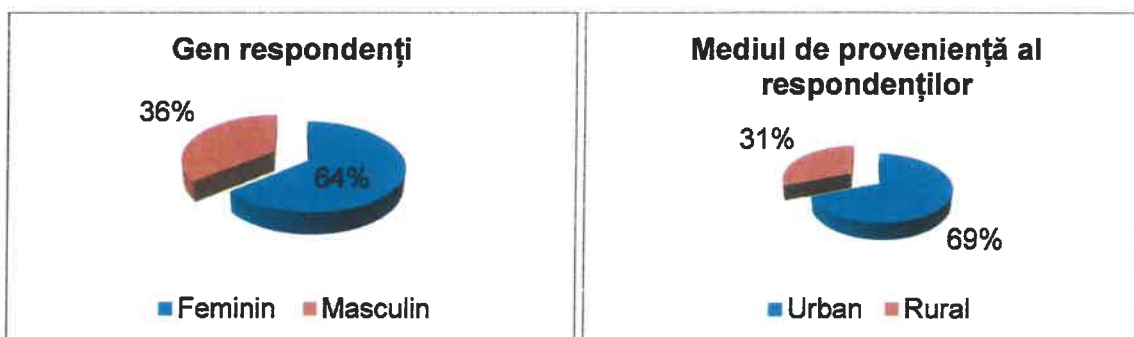 Gen respondenți
36%
64%
Feminin Masculin
Mediul de proveniență al
respondenților
31%
69%
Urban Rural